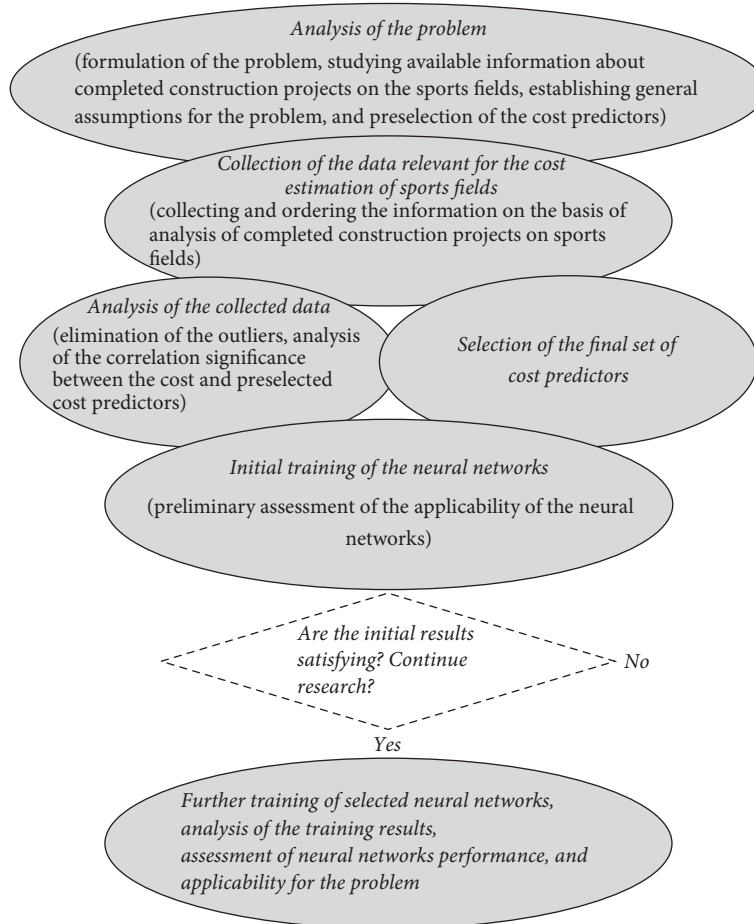 Analysis of the problem
(formulation of the problem, studying available information about
completed construction projects on the sports fields, establishing general
assumptions for the problem, and preselection of the cost predictors)
Collection of the data relevant for the cost
estimation of sports fields
(collecting and ordering the information on the basis of
analysis of completed construction projects on sports
fields)
Analysis of the collected data
(elimination of the outliers, analysis
of the correlation significance
between the cost and preselected
cost predictors)
Selection of the final set of
cost predictors
Initial training of the neural networks
(preliminary assessment of the applicability of the neural
networks)
Are the initial results
satisfying? Continue
research?
No
Yes
Further training of selected neural networks,
analysis of the training results,
assessment of neural networks performance, and
applicability for the problem